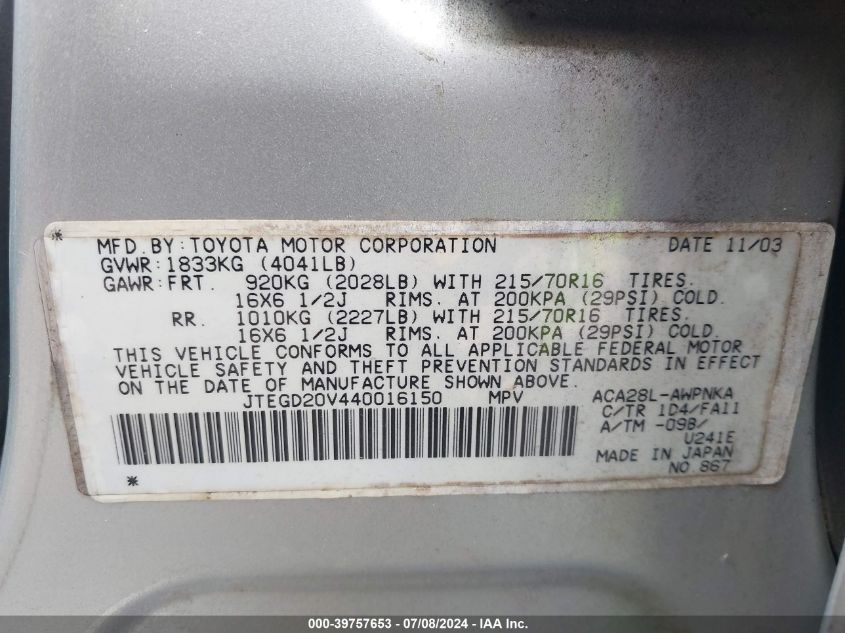 * MFD.BY:TOYOTA MOTOR CORPORATION DATE 11/03
GVWR:1833KG (4041LB)
GAWR:FRT. 920KG (2028LB) WITH 215/70R16 TIRES.
16X6 1/2J RIMS. AT 200KPA (29PSI) COLD.
RR. 1010KG (2227LB) WITH 215/70R16 TIRES.
16X6 1/2J RIMS. AT 200KPA (29PSI) COLD.
THIS VEHICLE CONFORMS TO ALL APPLICABLE FEDERAL MOTOR
VEHICLE SAFETY AND THEFT PREVENTION STANDARDS IN EFFECT
ON THE DATE OF MANUFACTURE SHOWN ABOVE.
JTEGD20V440016150 MPV ACA28L-AWPNKA
C/TR 1D4/FA11
A/TM -09B/
U241E
MADE IN JAPAN
* NO 867
000-39757653 - 07/08/2024 - IAA Inc.